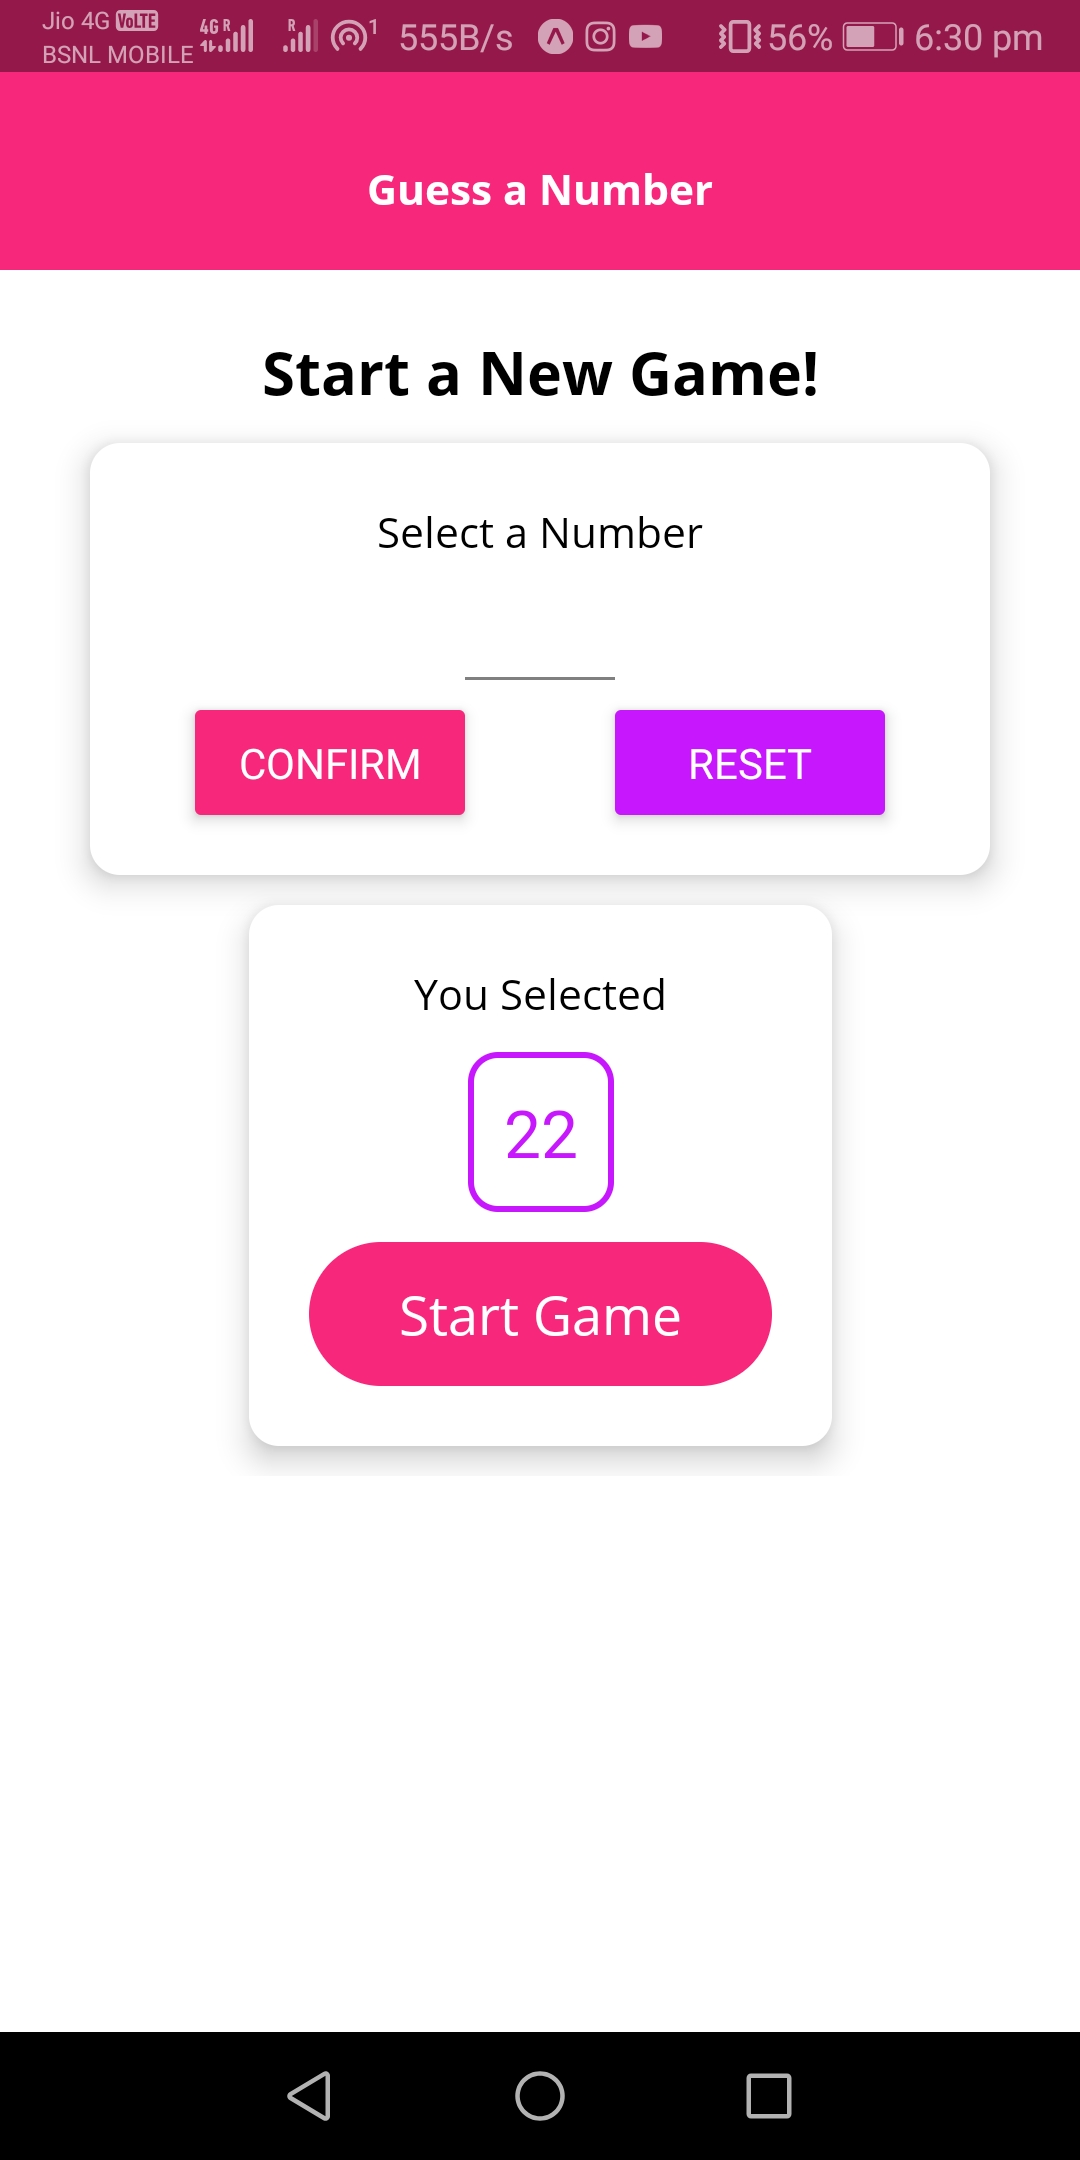 Jio 4G VoLTE
BSNL MOBILE 4G R R 1 555B/s 56% 6:30 pm
Guess a Number
Start a New Game!
Select a Number
CONFIRM RESET
You Selected
22
Start Game